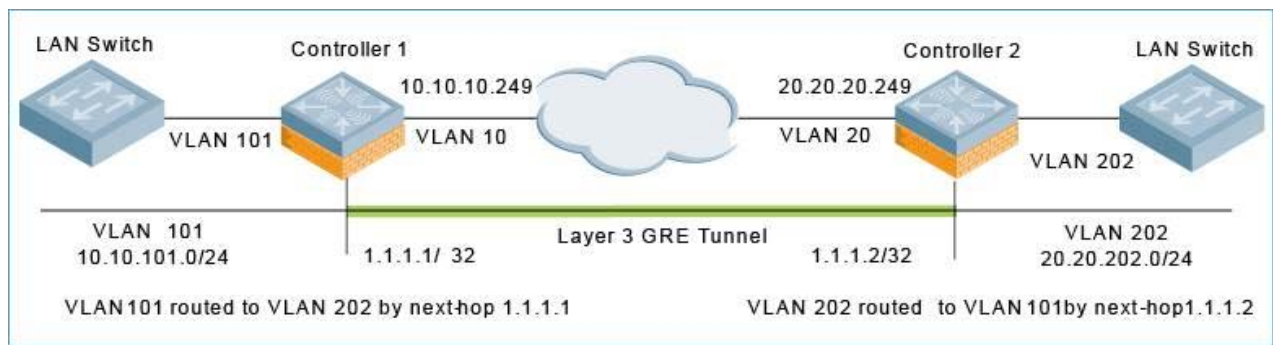 LAN Switch
Controller 1
Controller 2
LAN Switch
10.10.10.249
20.20.20.249
VLAN 101
VLAN 10
VLAN 20
VLAN 202
VLAN 101
10.10.101.0/24
1.1.1.1/ 32
Layer 3 GRE Tunnel
1.1.1.2/32
VLAN 202
20.20.202.0/24
VLAN101 routed to VLAN 202 by next-hop 1.1.1.1
VLAN 202 routed to VLAN 101by next-hop1.1.1.2